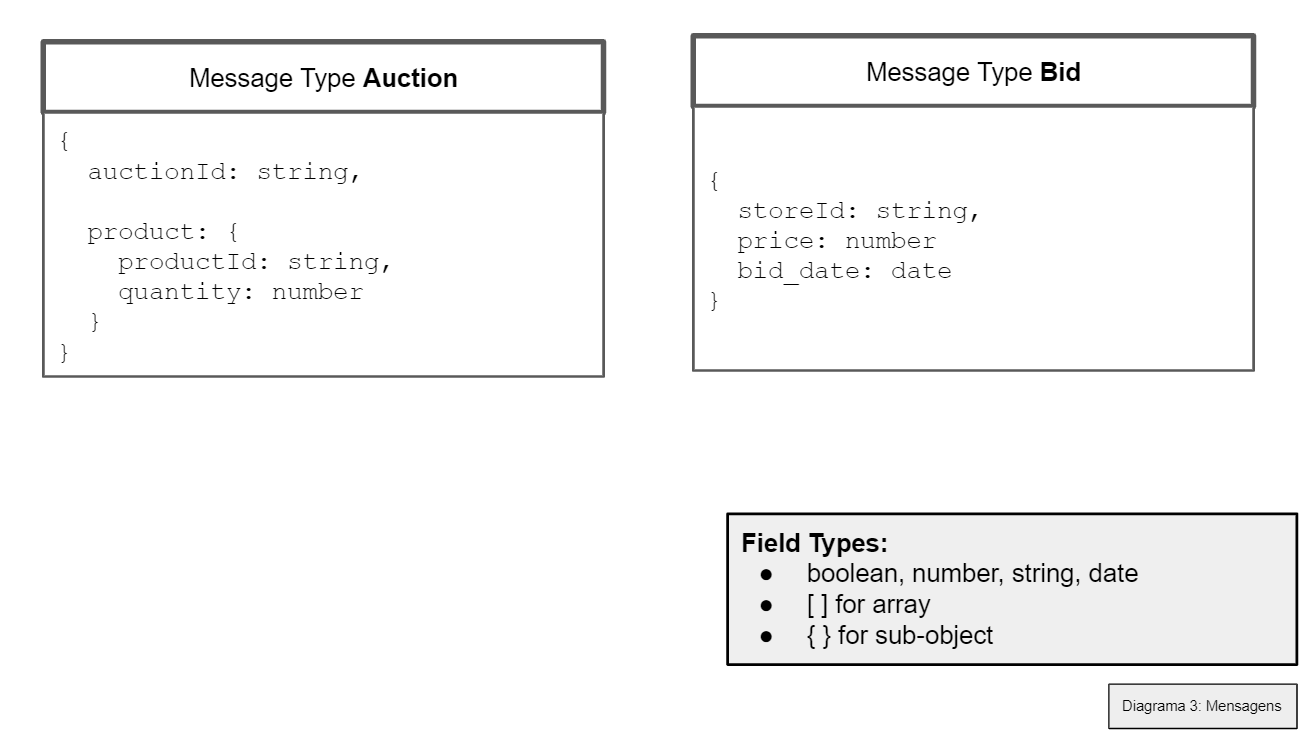 Message Type Auction
{
auctionId: string,
product: {
productId: string,
quantity: number
}
}
Message Type Bid
{
storeId: string,
price: number
bid_date: date
}
Field Types:
● boolean, number, string, date
● [ ] for array
● { } for sub-object
Diagrama 3: Mensagens